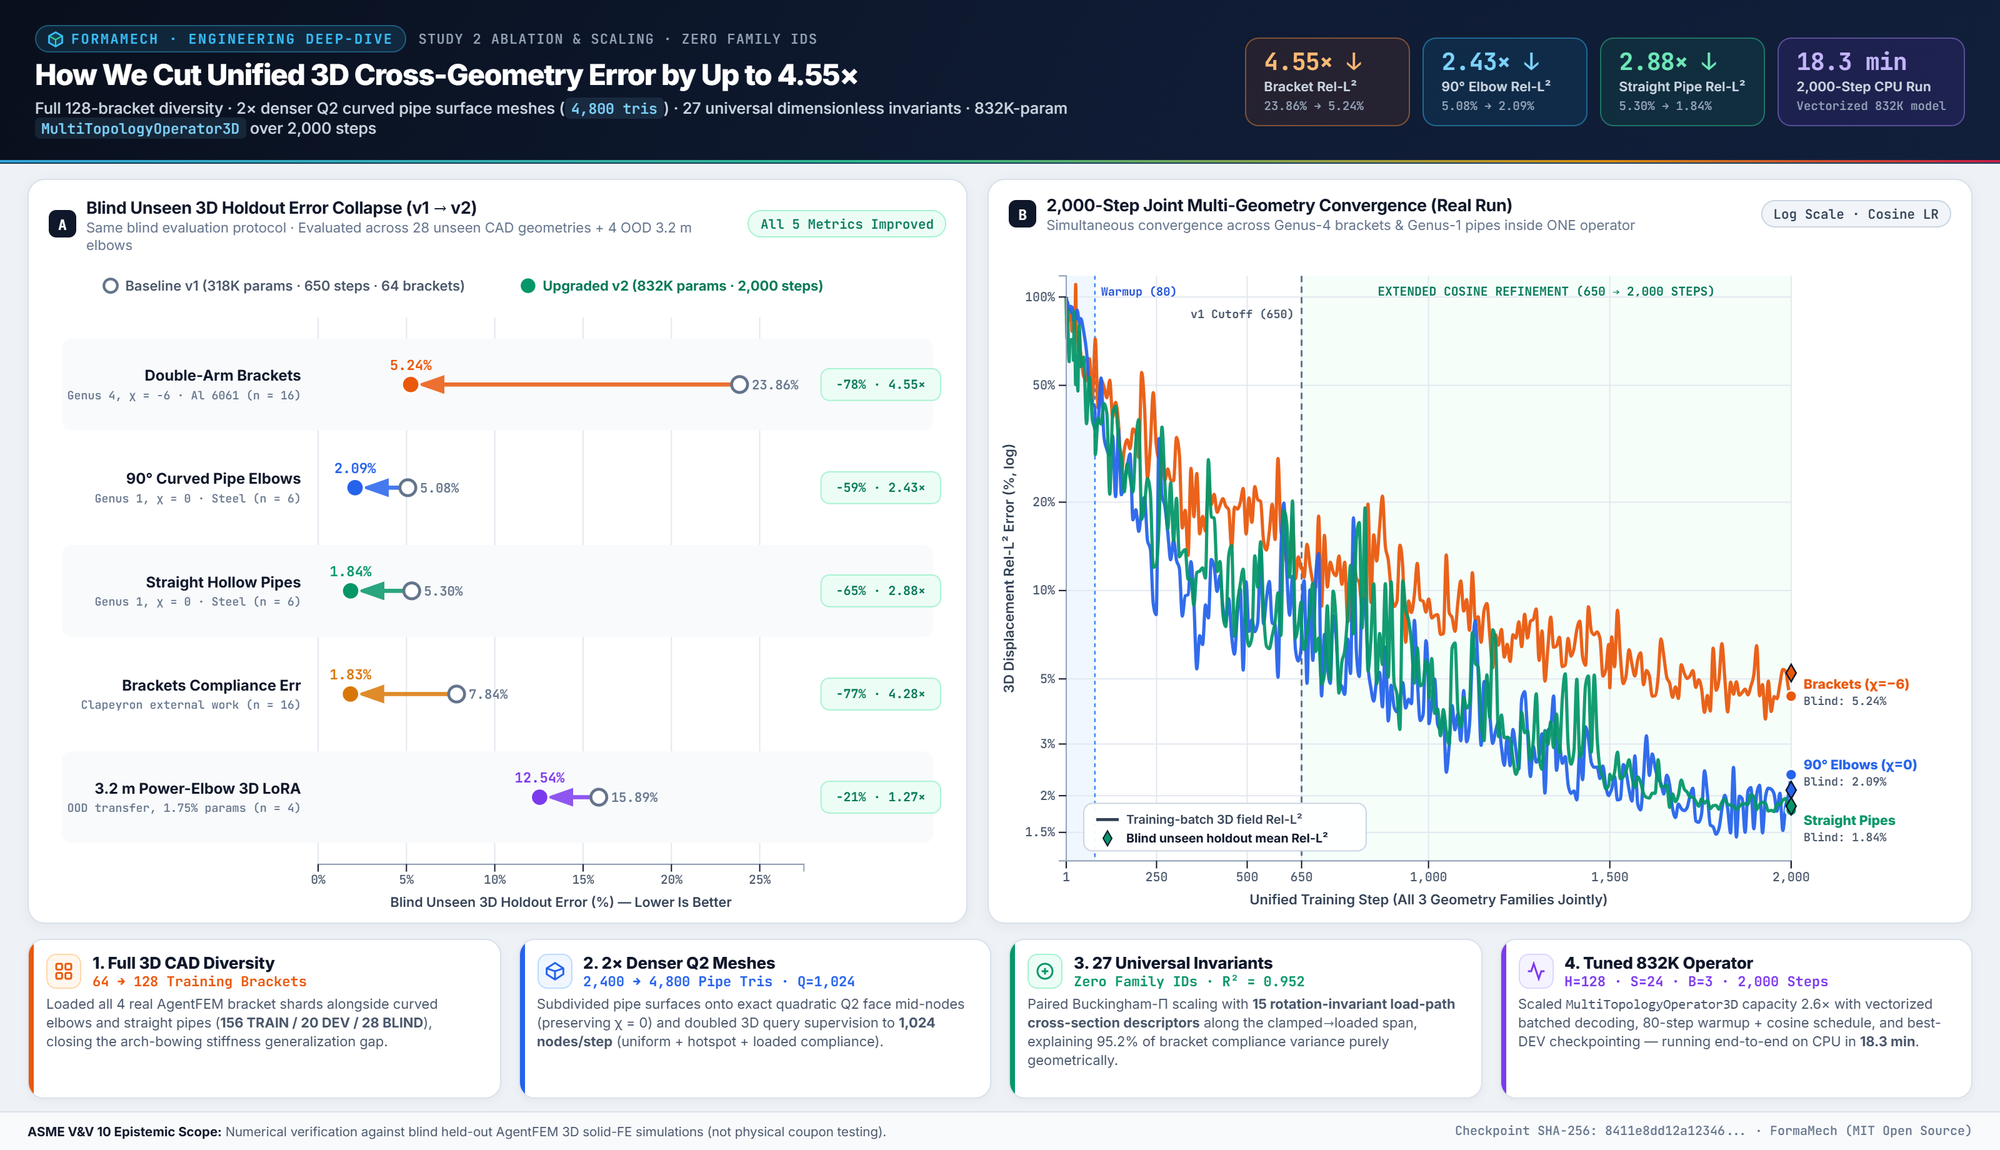 FORMAMECH · ENGINEERING DEEP-DIVE
STUDY 2 ABLATION & SCALING · ZERO FAMILY IDS
How We Cut Unified 3D Cross-Geometry Error by Up to 4.55×
Full 128-bracket diversity · 2× denser Q2 curved pipe surface meshes ( 4,800 tris ) · 27 universal dimensionless invariants · 832K-param
MultiTopologyOperator3D over 2,000 steps
4.55× ↓
Bracket Rel-L²
23.86% → 5.24%
2.43× ↓
90° Elbow Rel-L²
5.08% → 2.09%
2.88× ↓
Straight Pipe Rel-L²
5.30% → 1.84%
18.3 min
2,000-Step CPU Run
Vectorized 832K model
A
Blind Unseen 3D Holdout Error Collapse (v1 → v2)
Same blind evaluation protocol · Evaluated across 28 unseen CAD geometries + 4 OOD 3.2 m
elbows
All 5 Metrics Improved
Baseline v1 (318K params · 650 steps · 64 brackets)
Upgraded v2 (832K params · 2,000 steps)
Double-Arm Brackets
Genus 4, χ = -6 · Al 6061 (n = 16)
5.24%
23.86%
-78% · 4.55×
90° Curved Pipe Elbows
Genus 1, χ = 0 · Steel (n = 6)
2.09%
5.08%
-59% · 2.43×
Straight Hollow Pipes
Genus 1, χ = 0 · Steel (n = 6)
1.84%
5.30%
-65% · 2.88×
Brackets Compliance Err
Clapeyron external work (n = 16)
1.83%
7.84%
-77% · 4.28×
3.2 m Power-Elbow 3D LoRA
OOD transfer, 1.75% params (n = 4)
12.54%
15.89%
-21% · 1.27×
0% 5% 10% 15% 20% 25%
Blind Unseen 3D Holdout Error (%) — Lower Is Better
B
2,000-Step Joint Multi-Geometry Convergence (Real Run)
Simultaneous convergence across Genus-4 brackets & Genus-1 pipes inside ONE operator
Log Scale · Cosine LR
3D Displacement Rel-L² Error (%, log)
100%
50%
20%
10%
5%
3%
2%
1.5%
Warmup (80)
v1 Cutoff (650)
EXTENDED COSINE REFINEMENT (650 → 2,000 STEPS)
Brackets (χ=−6)
Blind: 5.24%
90° Elbows (χ=0)
Blind: 2.09%
Straight Pipes
Blind: 1.84%
Training-batch 3D field Rel-L²
Blind unseen holdout mean Rel-L²
1 250 500 650 1,000 1,500 2,000
Unified Training Step (All 3 Geometry Families Jointly)
1. Full 3D CAD Diversity
64 → 128 Training Brackets
Loaded all 4 real AgentFEM bracket shards alongside curved
elbows and straight pipes (156 TRAIN / 20 DEV / 28 BLIND),
closing the arch-bowing stiffness generalization gap.
2. 2× Denser Q2 Meshes
2,400 → 4,800 Pipe Tris · Q=1,024
Subdivided pipe surfaces onto exact quadratic Q2 face mid-nodes
(preserving χ = 0) and doubled 3D query supervision to 1,024
nodes/step (uniform + hotspot + loaded compliance).
3. 27 Universal Invariants
Zero Family IDs · R² = 0.952
Paired Buckingham-Π scaling with 15 rotation-invariant load-path
cross-section descriptors along the clamped→loaded span,
explaining 95.2% of bracket compliance variance purely
geometrically.
4. Tuned 832K Operator
H=128 · S=24 · B=3 · 2,000 Steps
Scaled MultiTopologyOperator3D capacity 2.6× with vectorized
batched decoding, 80-step warmup + cosine schedule, and best-
DEV checkpointing — running end-to-end on CPU in 18.3 min.
ASME V&V 10 Epistemic Scope: Numerical verification against blind held-out AgentFEM 3D solid-FE simulations (not physical coupon testing).
Checkpoint SHA-256: 8411e8dd12a12346... · FormaMech (MIT Open Source)